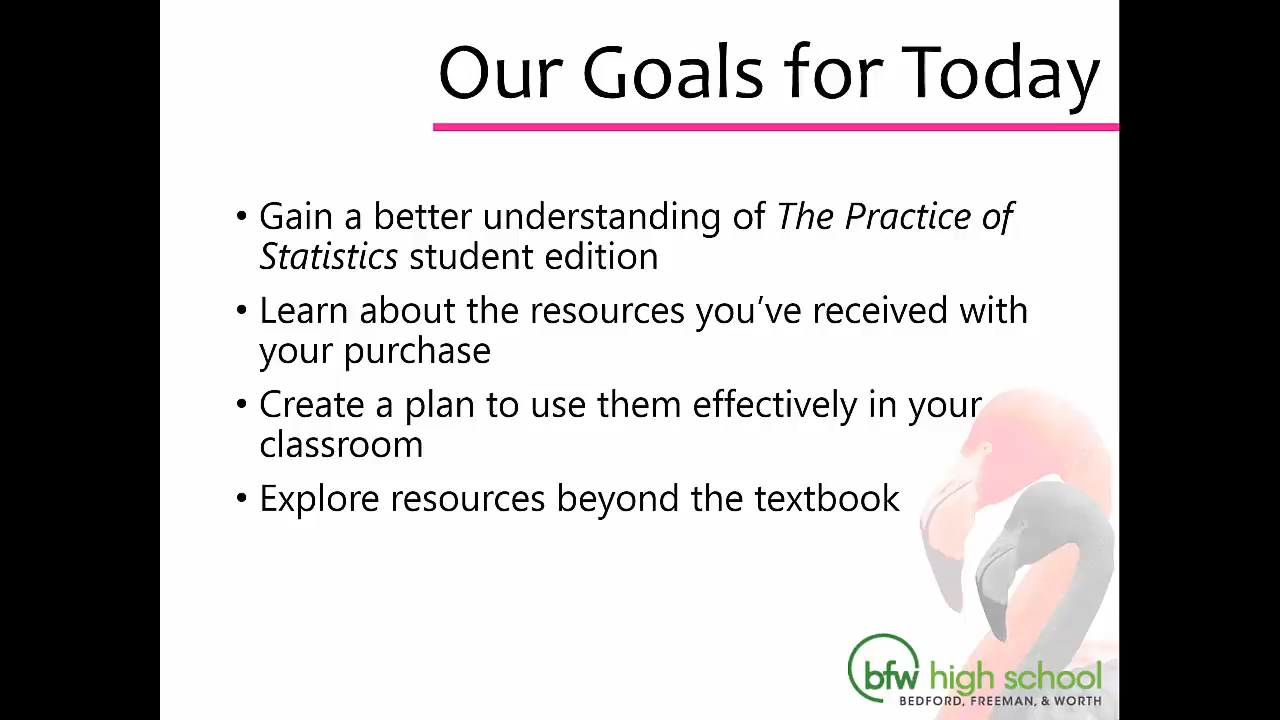 Our Goals for Today
• Gain a better understanding of The Practice of
Statistics student edition
• Learn about the resources you’ve received with
your purchase
• Create a plan to use them effectively in your
classroom
• Explore resources beyond the textbook
bfw high school
BEDFORD, FREEMAN, & WORTH